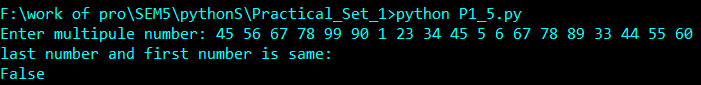 F:\work of pro\SEM5\pythonS\Practical_Set_1>python P1_5.py
Enter multipule number: 45 56 67 78 99 90 1 23 34 45 5 6 67 78 89 33 44 55 60
last number and first number is same:
False